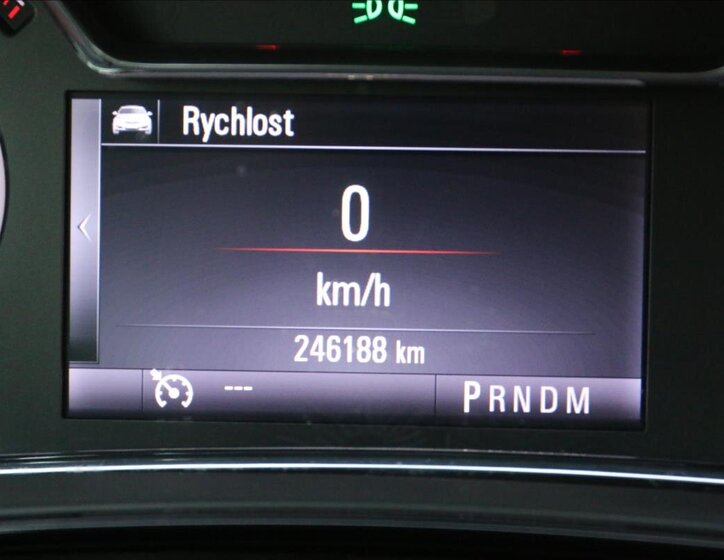 Rychlost
0
km/h
246188 km
--- PRNDM